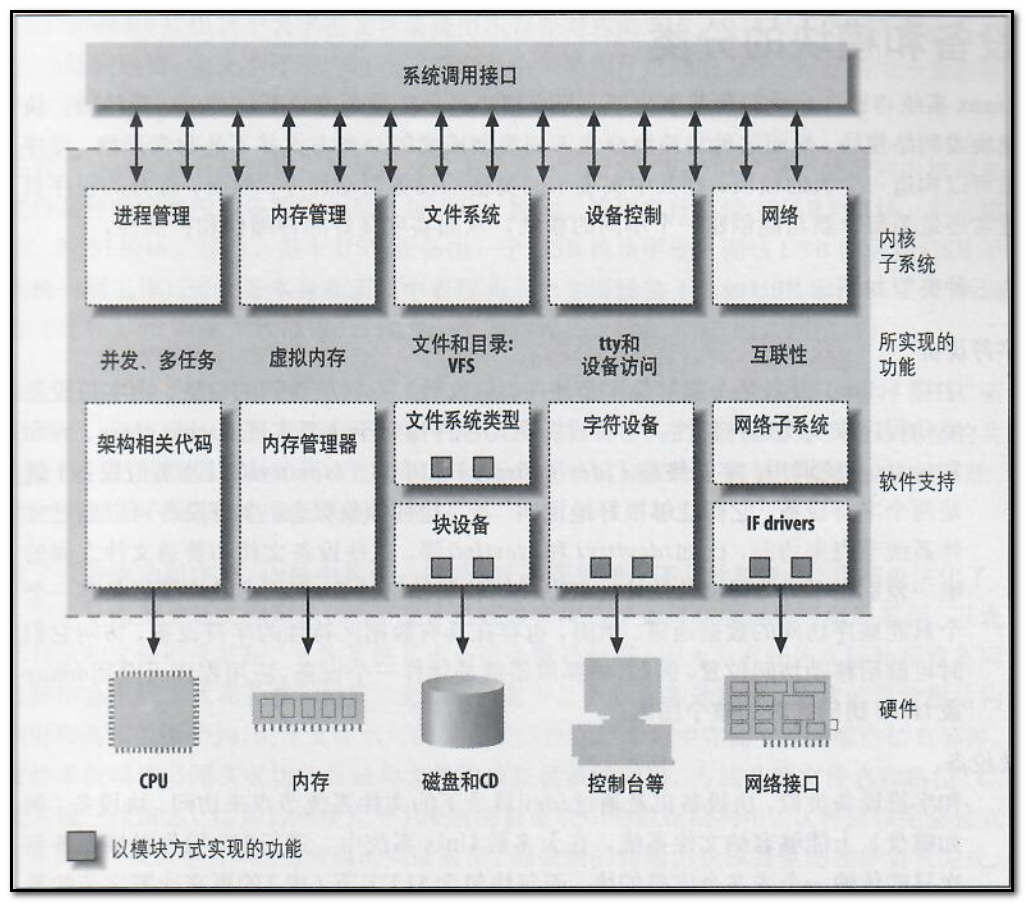 系统调用接口
进程管理
内存管理
文件系统
设备控制
网络
内核
子系统
并发、多任务
虚拟内存
文件和目录:
VFS
tty和
设备访问
互联性
所实现的
功能
架构相关代码
内存管理器
文件系统类型
字符设备
网络子系统
软件支持
块设备
IF drivers
硬件
CPU
内存
磁盘和CD
控制台等
网络接口
以模块方式实现的功能